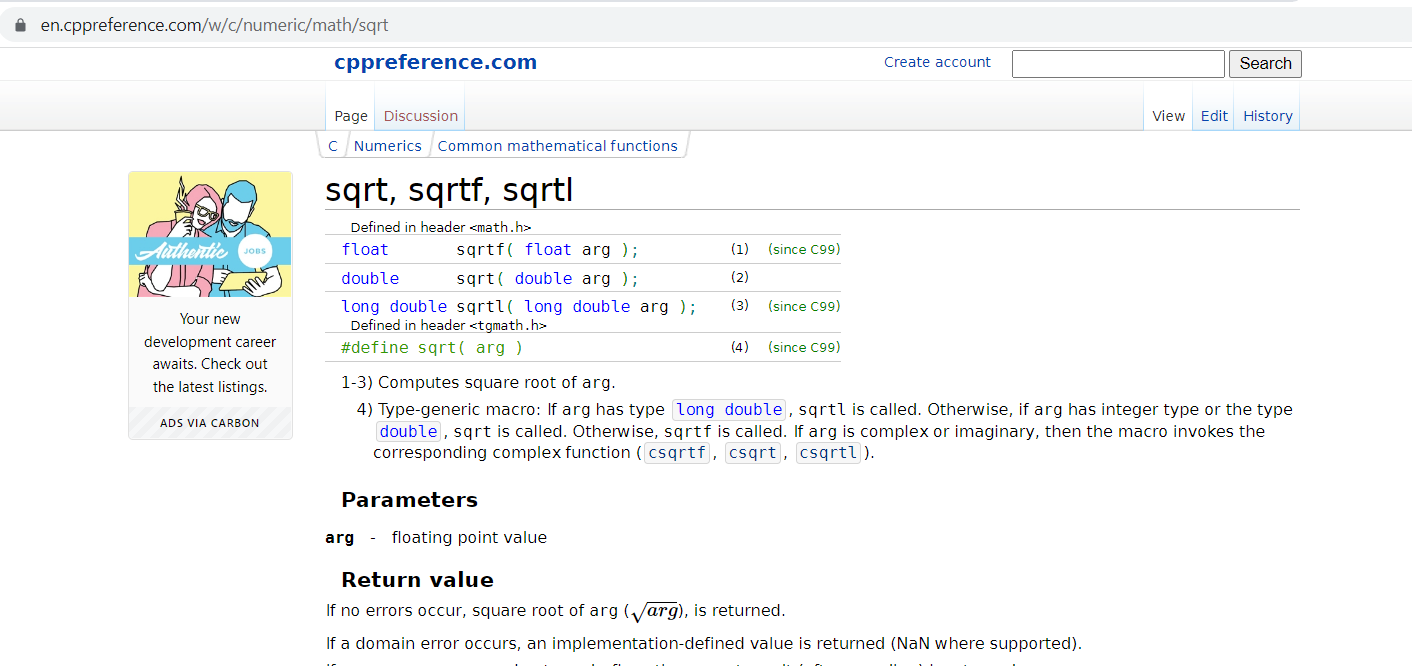 en.cppreference.com/w/c/numeric/math/sqrt
cppreference.com
Create account
Search
Page
Discussion
View
Edit
History
C
Numerics
Common mathematical functions
sqrt, sqrtf, sqrtl
Defined in header <math.h>
float sqrtf( float arg ); (1) (since C99)
double sqrt( double arg ); (2)
long double sqrtl( long double arg ); (3) (since C99)
Defined in header <tgmath.h>
#define sqrt( arg ) (4) (since C99)
1-3) Computes square root of arg.
4) Type-generic macro: If arg has type long double, sqrtl is called. Otherwise, if arg has integer type or the type
double, sqrt is called. Otherwise, sqrtf is called. If arg is complex or imaginary, then the macro invokes the
corresponding complex function (csqrtf, csqrt, csqrtl).
Parameters
arg - floating point value
Return value
If no errors occur, square root of arg (√arg), is returned.
If a domain error occurs, an implementation-defined value is returned (NaN where supported).
Authentic
JOBS
Your new
development career
awaits. Check out
the latest listings.
ADS VIA CARBON